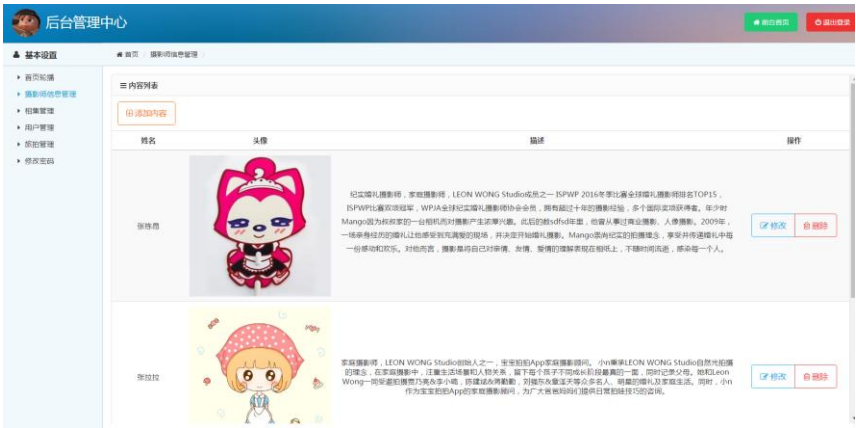 后台管理中心
前台首页
退出登录
基本设置
首页 / 摄影师信息管理 /
首页轮播
摄影师信息管理
相集管理
用户管理
旅拍管理
修改密码
内容列表
添加内容
姓名 头像 描述 操作
张栋昂
纪实婚礼摄影师，家庭摄影师，LEON WONG Studio成员之一 ISPWP 2016年季比赛全球婚礼摄影师排名TOP15，
ISPWP比赛双项冠军，WPJA全球纪实婚礼摄影师协会会员，拥有超过十年的摄影经验，多个国际奖项获得者。年少时
Mango因为叔叔家的一台相机而对摄影产生浓厚兴趣。此后的数sdfsd年里，他曾从事过商业摄影、人像摄影。2009年，
一场亲身经历的婚礼让他感受到充满爱的现场，并决定开始婚礼摄影。Mango崇尚纪实的拍摄理念，享受并传递婚礼中每
一份感动和欢乐。对他而言，摄影是将自己对亲情、友情、爱情的理解表现在相纸上，不随时间流逝，感染每一个人。
修改 删除
张拉拉
家庭摄影师，LEON WONG Studio创始人之一，宝宝拍拍App家庭摄影顾问。 小n秉承LEON WONG Studio自然光拍摄
的理念，在家庭摄影中，注重生活场景和人物关系，留下每个孩子不同成长阶段最真的一面，同时记录父母。她和Leon
Wong一同受邀拍摄贾乃亮&李小璐，陈建斌&蒋勤勤，刘强东&章泽天等众多名人、明星的婚礼及家庭生活。同时，小n
作为宝宝拍拍App的家庭摄影顾问，为广大爸爸妈妈们提供日常拍娃技巧的咨询。
修改 删除